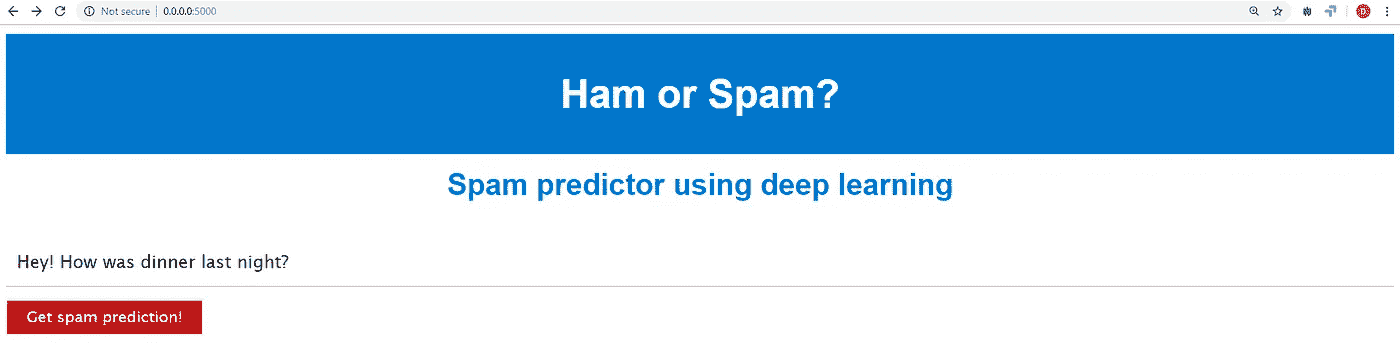 Not secure | 0.0.0.0:5000
Ham or Spam?
Spam predictor using deep learning
Hey! How was dinner last night?
Get spam prediction!